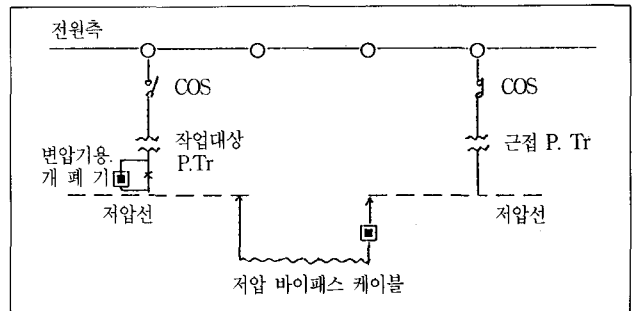 전원측
COS
COS
작업대상
P.Tr
근접 P. Tr
변압기용.
개 폐 기
저압선
저압선
저압 바이패스 케이블